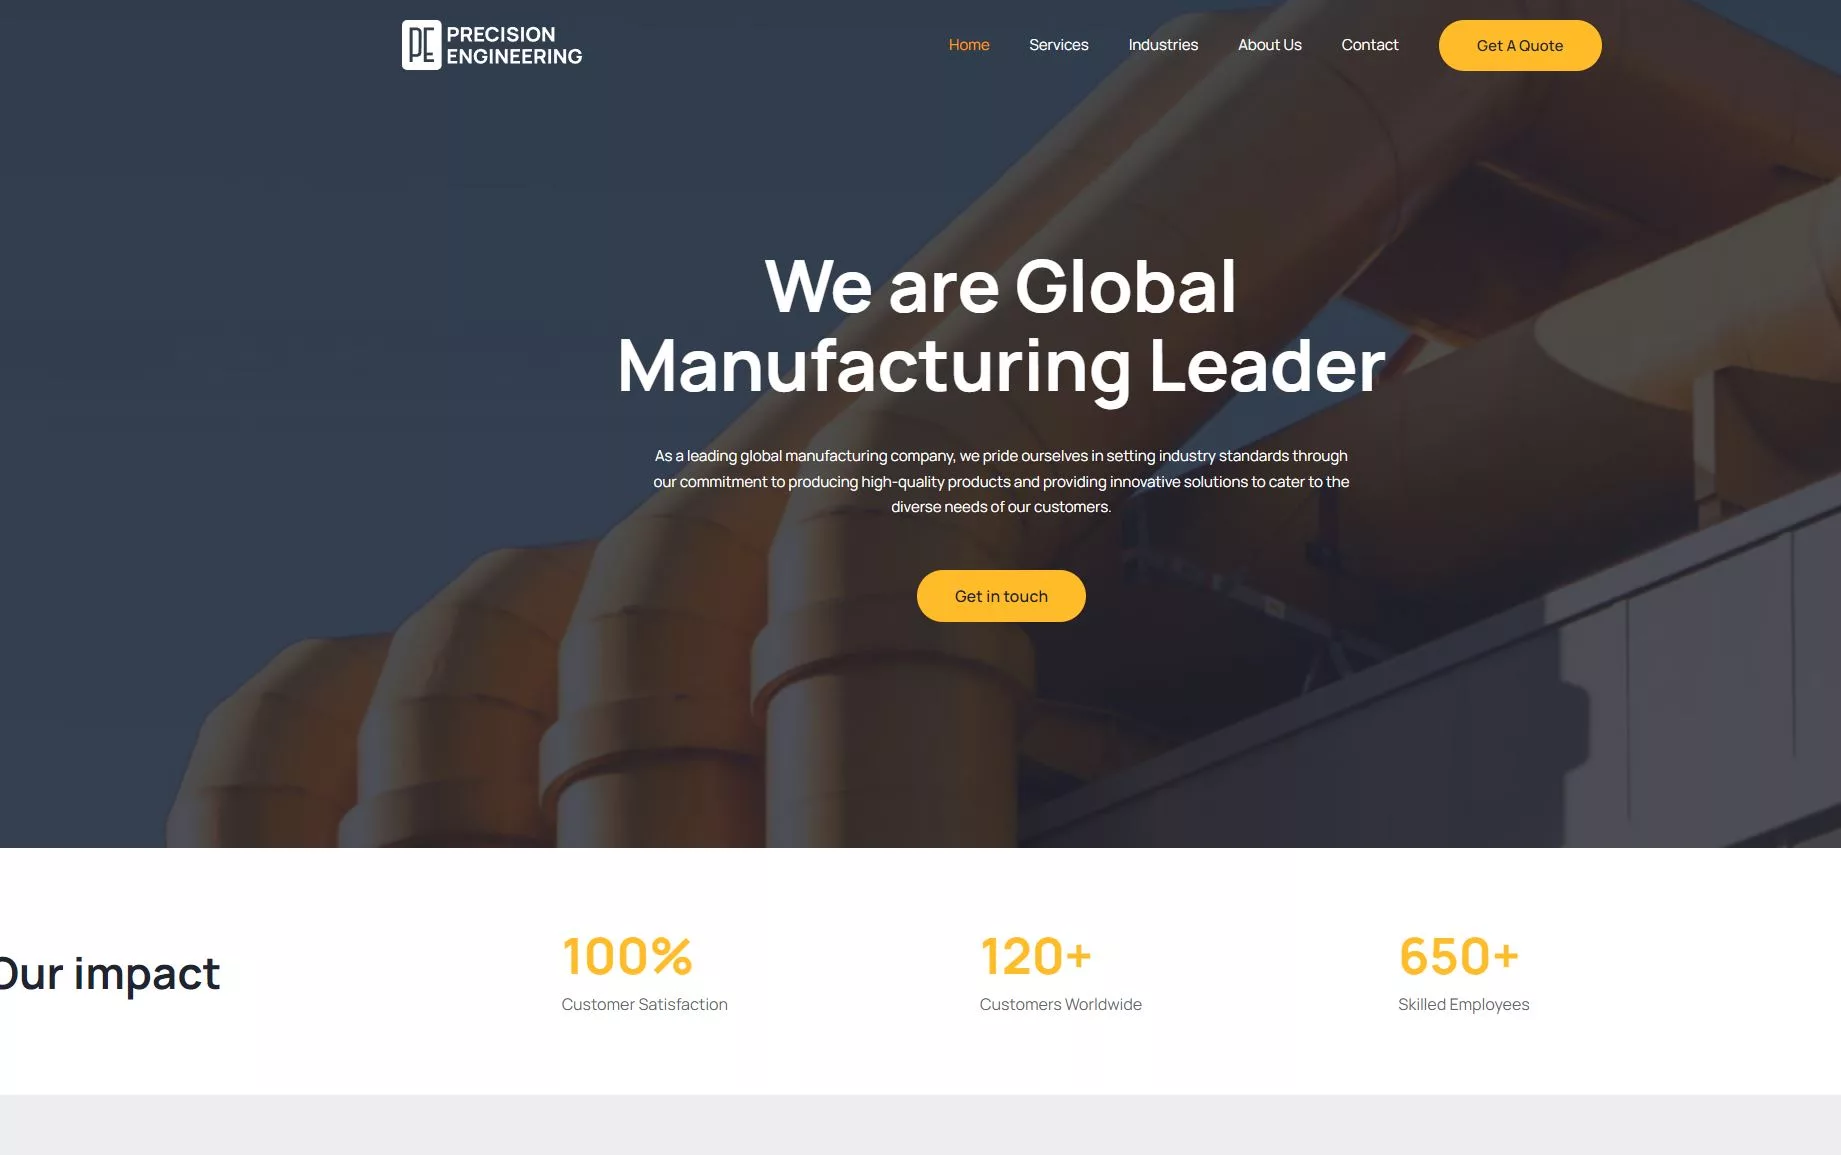 PRECISION
ENGINEERING
Home
Services
Industries
About Us
Contact
Get A Quote
We are Global
Manufacturing Leader
As a leading global manufacturing company, we pride ourselves in setting industry standards through
our commitment to producing high-quality products and providing innovative solutions to cater to the
diverse needs of our customers.
Get in touch
Our impact
100%
Customer Satisfaction
120+
Customers Worldwide
650+
Skilled Employees